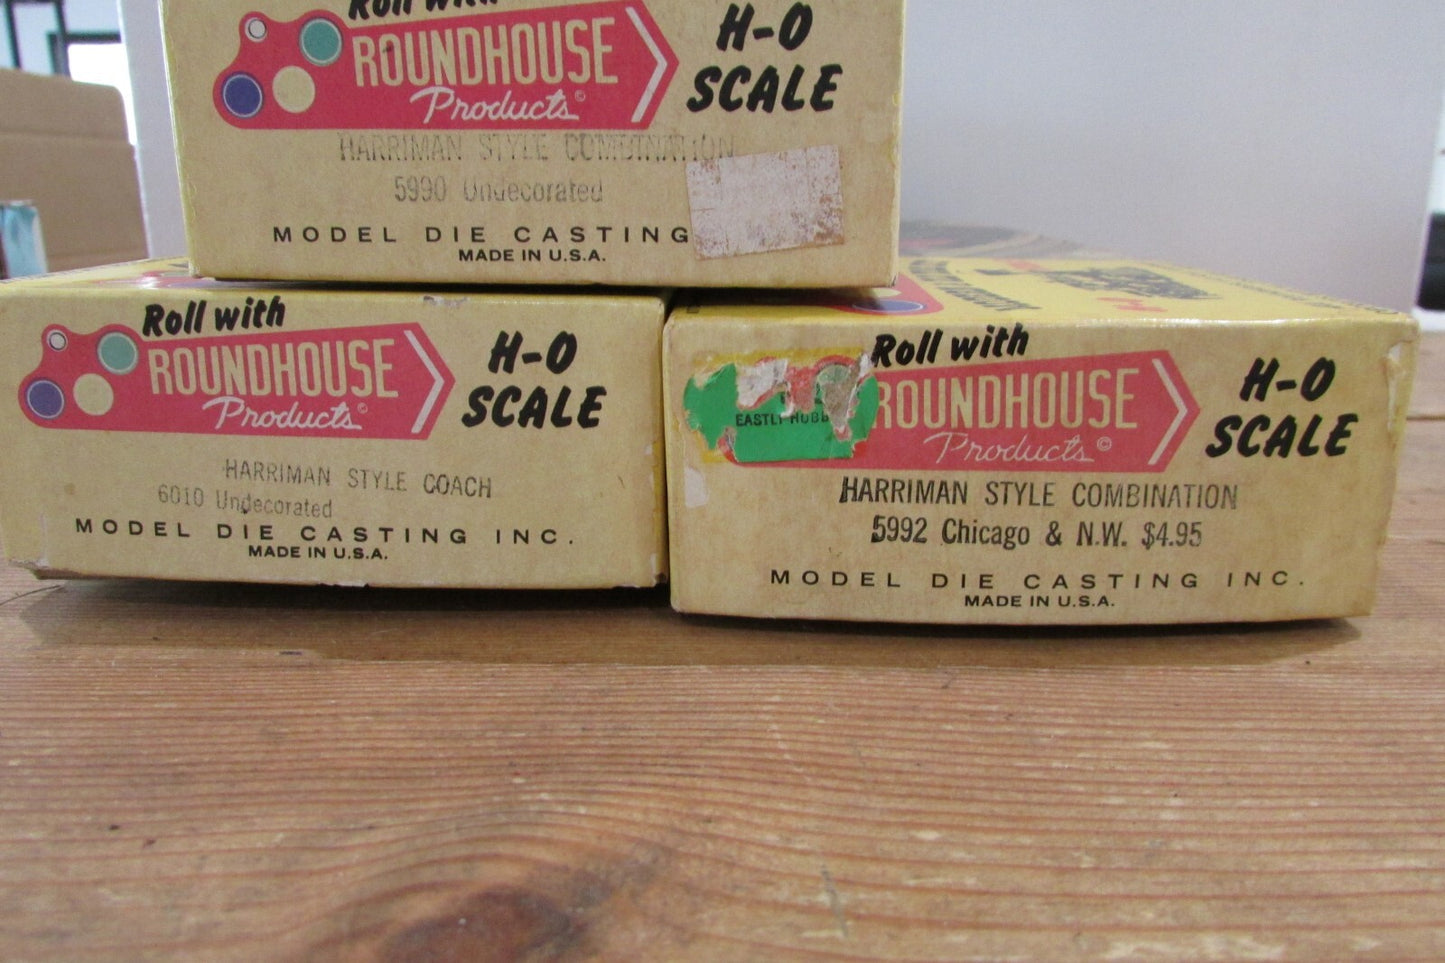 Roll with
ROUNDHOUSE
Products©
H-O
SCALE
HARRIMAN STYLE COMBINATION
5990 Undecorated
MODEL DIE CASTING
MADE IN U.S.A.
Roll with
ROUNDHOUSE
Products©
H-O
SCALE
HARRIMAN STYLE COACH
6010 Undecorated
MODEL DIE CASTING INC.
MADE IN U.S.A.
Roll with
ROUNDHOUSE
Products©
H-O
SCALE
HARRIMAN STYLE COMBINATION
5992 Chicago & N.W. $4.95
MODEL DIE CASTING INC.
MADE IN U.S.A.